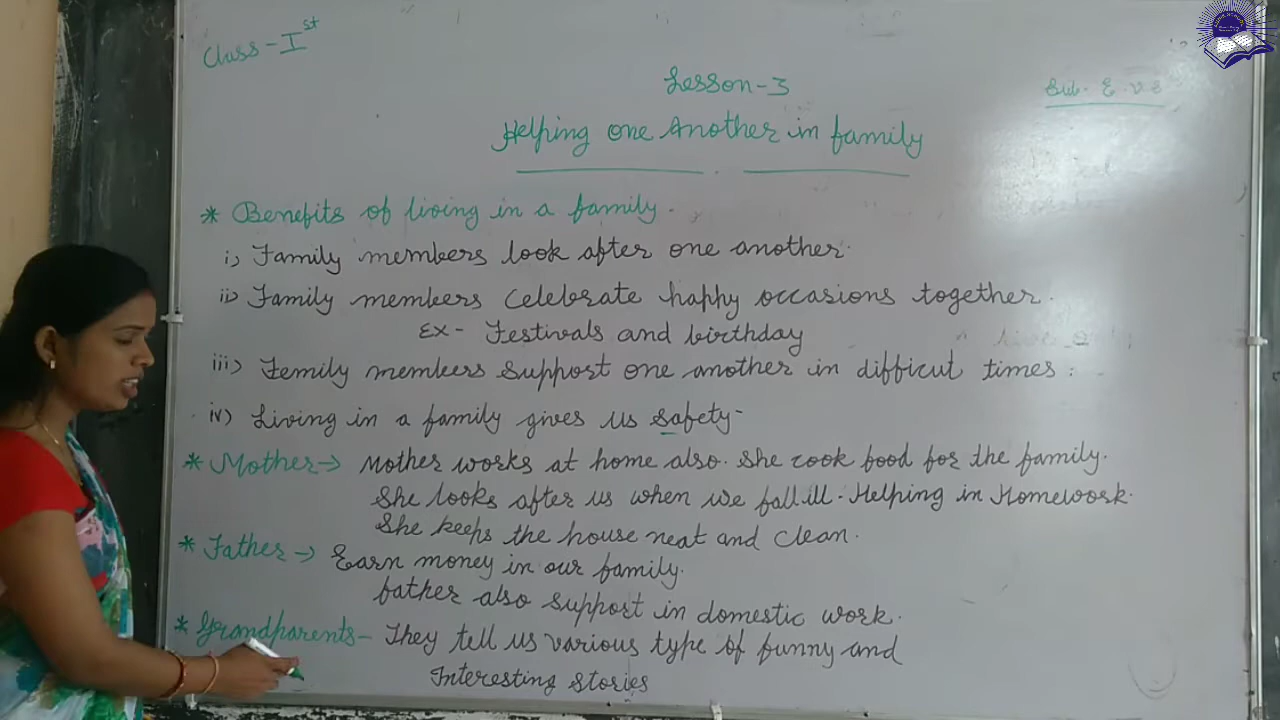 Class - I st
Lesson - 3
Sub. E.V.S
Helping one Another in family
* Benefits of living in a family.
i) Family members look after one another.
ii) Family members celebrate happy occasions together.
Ex - Festivals and birthday
iii) Femily members support one another in difficut times :
iv) Living in a family gives us safety-
* Mother → Mother works at home also. She cook food for the family.
She looks after us when we fall.ill. Helping in Homework.
She keeps the house neat and clean.
* Father → Earn money in our family.
father also support in domestic work.
* Grandparents - They tell us various type of funny and
Interesting stories